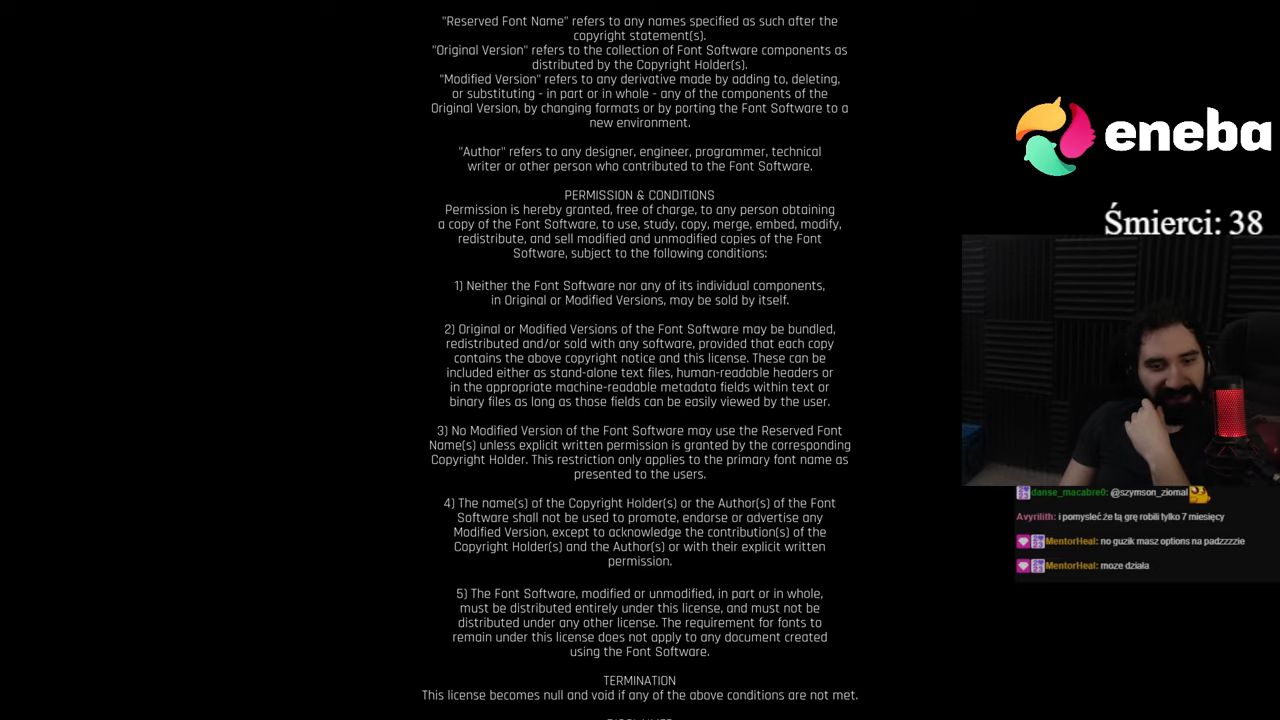 "Reserved Font Name" refers to any names specified as such after the
copyright statement(s).
"Original Version" refers to the collection of Font Software components as
distributed by the Copyright Holder(s).
"Modified Version" refers to any derivative made by adding to, deleting,
or substituting - in part or in whole - any of the components of the
Original Version, by changing formats or by porting the Font Software to a
new environment.
"Author" refers to any designer, engineer, programmer, technical
writer or other person who contributed to the Font Software.
PERMISSION & CONDITIONS
Permission is hereby granted, free of charge, to any person obtaining
a copy of the Font Software, to use, study, copy, merge, embed, modify,
redistribute, and sell modified and unmodified copies of the Font
Software, subject to the following conditions:
1) Neither the Font Software nor any of its individual components,
in Original or Modified Versions, may be sold by itself.
2) Original or Modified Versions of the Font Software may be bundled,
redistributed and/or sold with any software, provided that each copy
contains the above copyright notice and this license. These can be
included either as stand-alone text files, human-readable headers or
in the appropriate machine-readable metadata fields within text or
binary files as long as those fields can be easily viewed by the user.
3) No Modified Version of the Font Software may use the Reserved Font
Name(s) unless explicit written permission is granted by the corresponding
Copyright Holder. This restriction only applies to the primary font name as
presented to the users.
4) The name(s) of the Copyright Holder(s) or the Author(s) of the Font
Software shall not be used to promote, endorse or advertise any
Modified Version, except to acknowledge the contribution(s) of the
Copyright Holder(s) and the Author(s) or with their explicit written
permission.
5) The Font Software, modified or unmodified, in part or in whole,
must be distributed entirely under this license, and must not be
distributed under any other license. The requirement for fonts to
remain under this license does not apply to any document created
using the Font Software.
TERMINATION
This license becomes null and void if any of the above conditions are not met.
eneba
Śmierci: 38
danse_macabre0: @szymson_ziomal
Avyrilith: i pomysleć że tą grę robili tylko 7 miesięcy
MentorHeal: no guzik masz options na padzzzzie
MentorHeal: moze działa